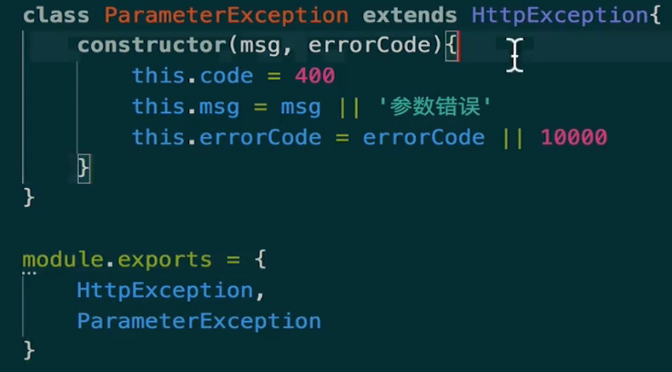 class ParameterException extends HttpException{
constructor(msg, errorCode){
this.code = 400
this.msg = msg || '参数错误'
this.errorCode = errorCode || 10000
}
}
module.exports = {
HttpException,
ParameterException
}